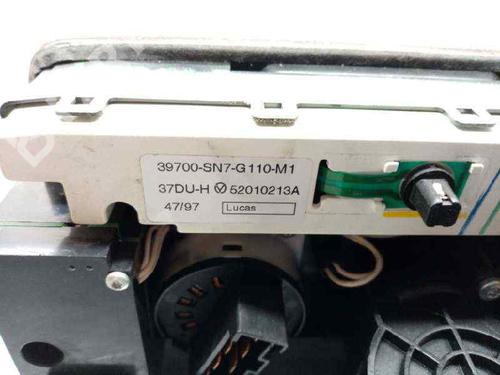 39700-SN7-G110-M1
37DU-H V 52010213A
47/97 Lucas